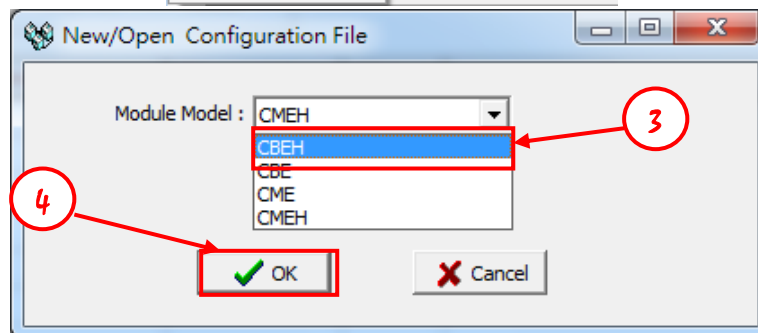 New/Open Configuration File
Module Model : CMEH
3
CBEH
CBE
CME
CMEH
4
OK
Cancel